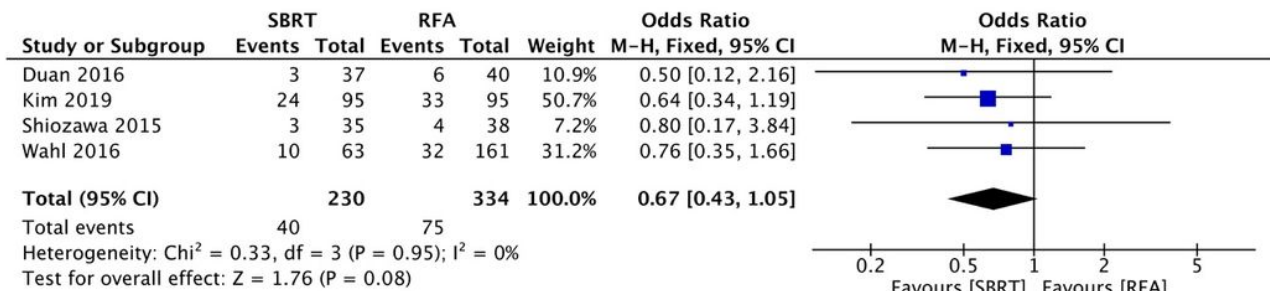 SBRT RFA Odds Ratio Odds Ratio
Study or Subgroup Events Total Events Total Weight M-H, Fixed, 95% CI M-H, Fixed, 95% CI
Duan 2016 3 37 6 40 10.9% 0.50 [0.12, 2.16]
Kim 2019 24 95 33 95 50.7% 0.64 [0.34, 1.19]
Shiozawa 2015 3 35 4 38 7.2% 0.80 [0.17, 3.84]
Wahl 2016 10 63 32 161 31.2% 0.76 [0.35, 1.66]
Total (95% CI) 230 334 100.0% 0.67 [0.43, 1.05]
Total events 40 75
Heterogeneity: Chi² = 0.33, df = 3 (P = 0.95); I² = 0%
Test for overall effect: Z = 1.76 (P = 0.08)
0.2 0.5 1 2 5
Favours [SBRT] Favours [RFA]